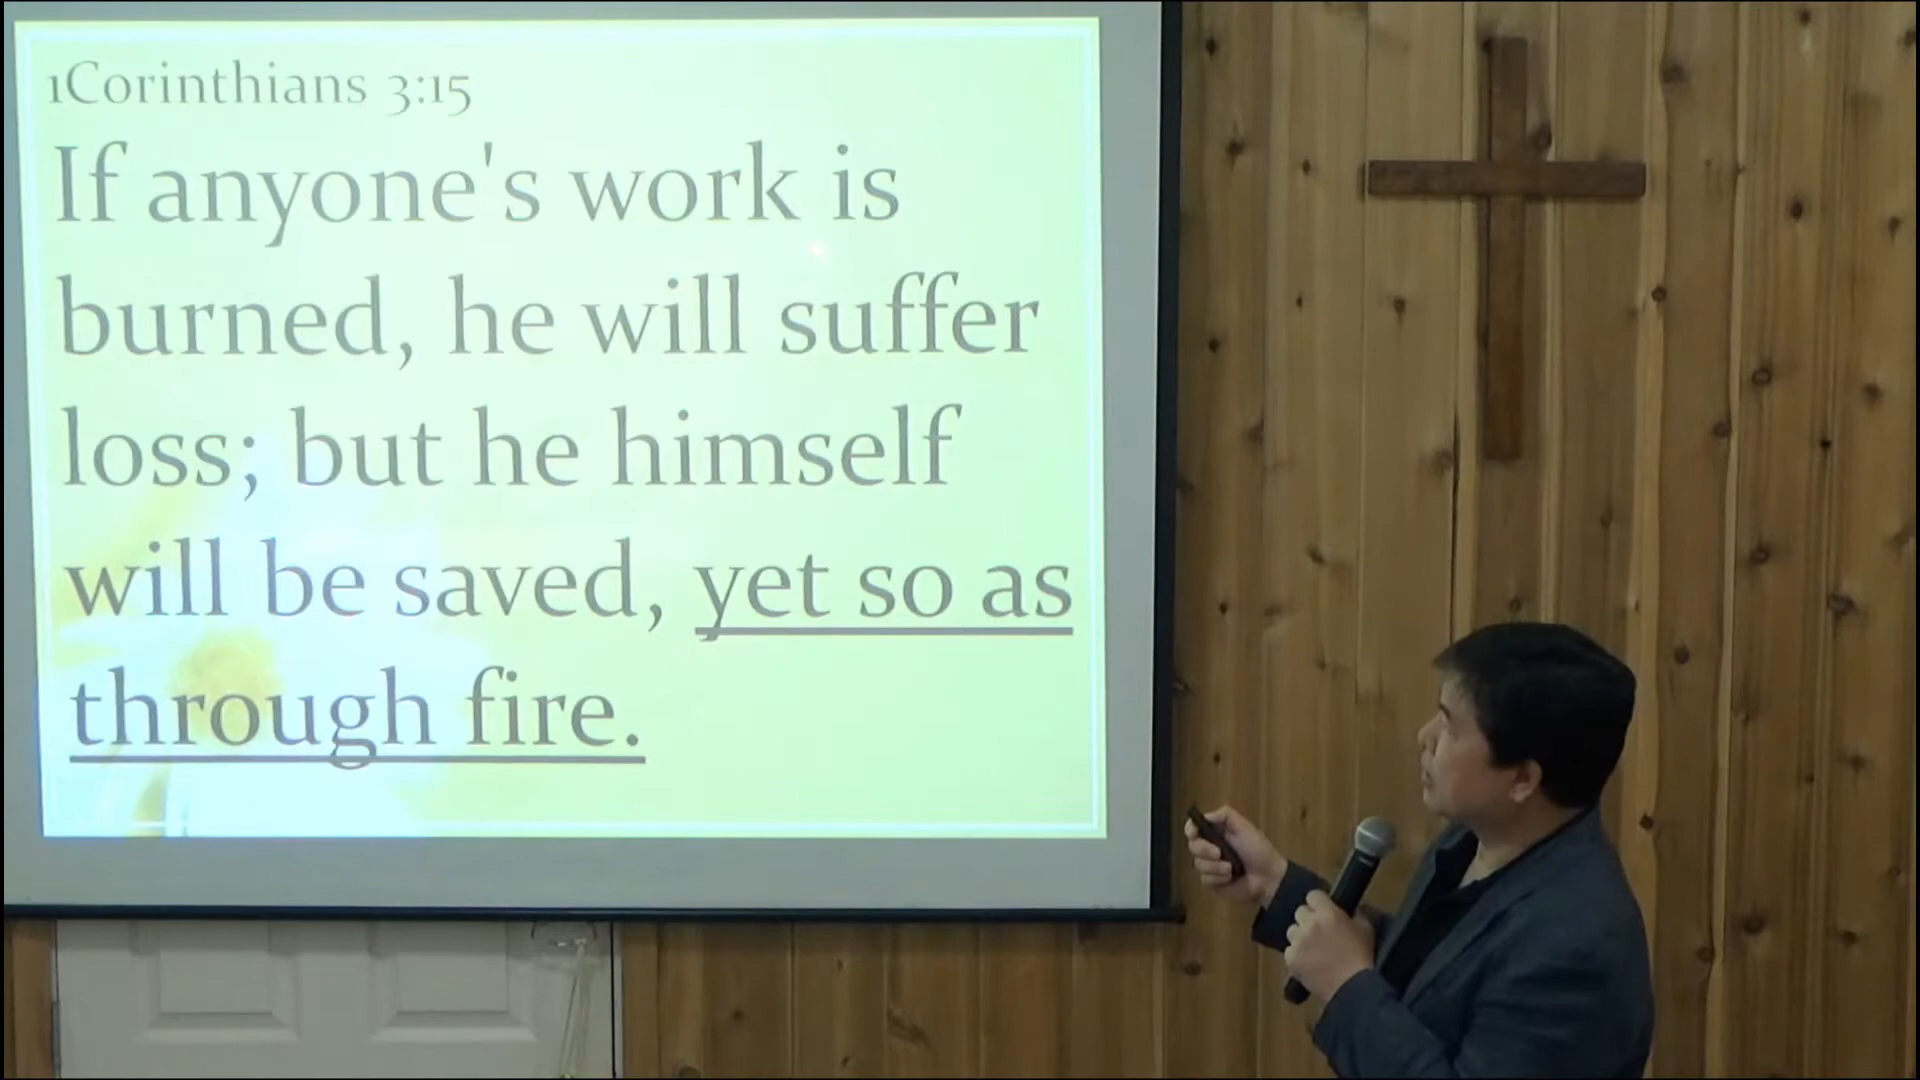 1Corinthians 3:15
If anyone's work is
burned, he will suffer
loss; but he himself
will be saved, yet so as
through fire.